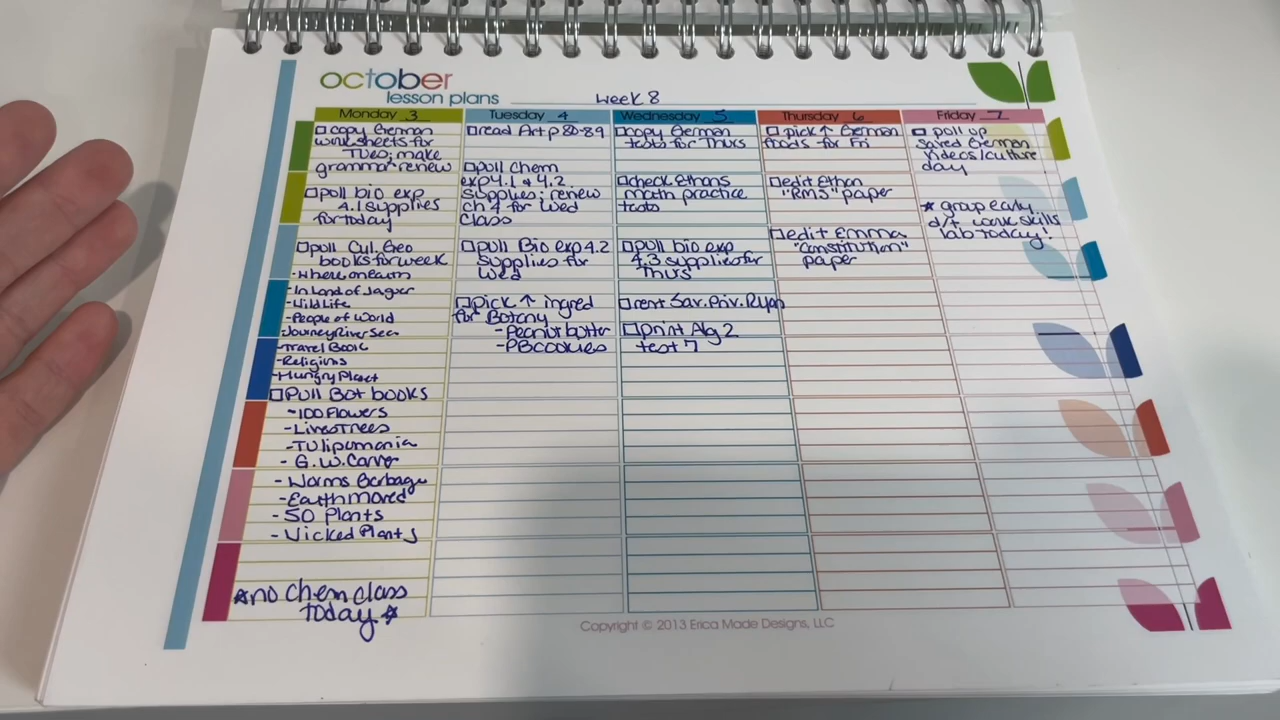 october
lesson plans week 8
Monday 3
□ copy German
worksheets for
Tues; make
grammar renew
□ pull bio exp
4.1 supplies
for today
□ pull Cul. Geo
books for week
- Where on earth
- In Land of Jaguar
- Wild Life
- People of World
Journey River Sea
- Travel Book
- Religions
- Hungry Planet
□ Pull Bot books
- 100 Flowers
- Lives Trees
- Tulipomania
- G.W. Carver
- Worms Garbage
- Earth Moved
- 50 Plants
- Wicked Plants
* no chem class
today *
Tuesday 4
□ read Art p 80-89
□ pull chem
exp 4.1 & 4.2
supplies; renew
ch 4 for Wed
class
□ pull Bio exp 4.2
supplies for
Wed
□ pick ↑ ingred
for Botany
- Peanut butter
- PB cookies
Wednesday 5
□ copy German
tests for Thurs
□ check Ethans
math practice
tests
□ pull bio exp
4.3 supplies for
Thurs
□ rent Sav. Priv. Ryan
□ print Alg 2
test 7
Thursday 6
□ pick ↑ German
foods for Fri
□ edit Ethan
"RMS" paper
□ edit Emma
"constitution"
paper
Friday 7
□ pull up
saved German
videos/culture
day
* group early
d/t work skills
lab today!
Copyright © 2013 Erica Made Designs, LLC